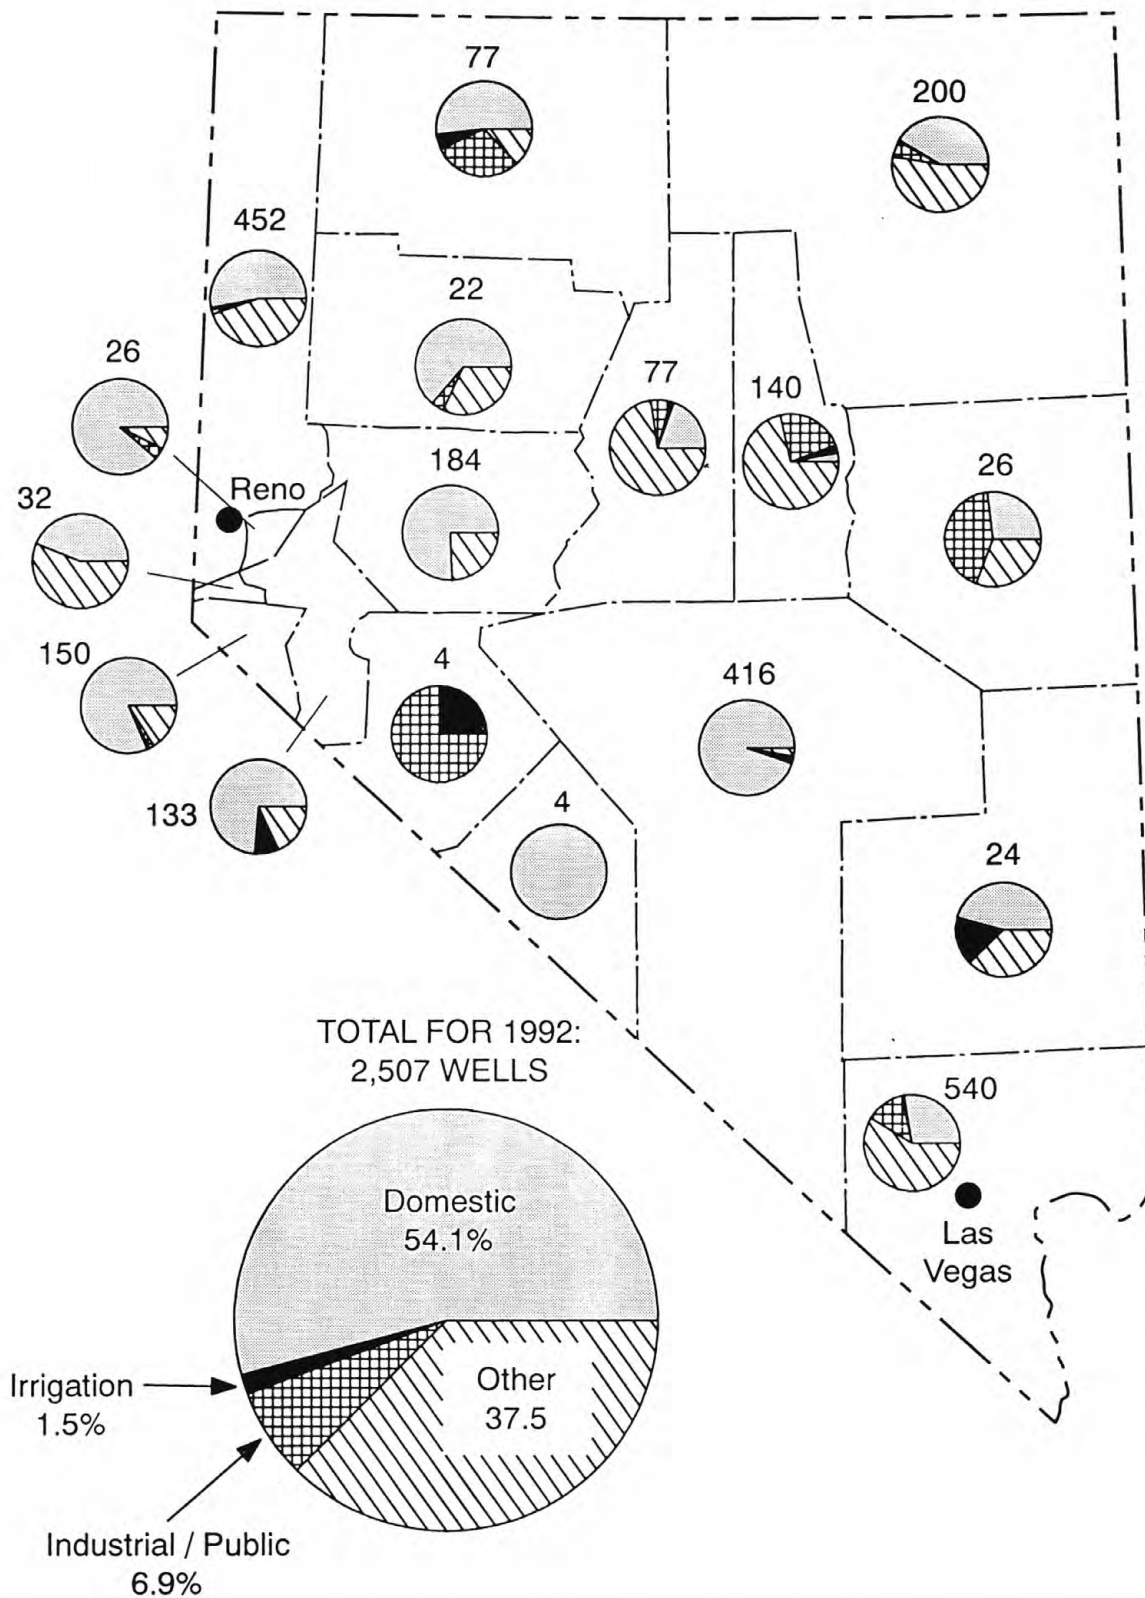 77
200
452
22
26
77
140
184
26
32
Reno
150
4
416
133
4
24
TOTAL FOR 1992:
2,507 WELLS
540
Domestic
54.1%
Las
Vegas
Other
37.5
Irrigation
1.5%
Industrial / Public
6.9%